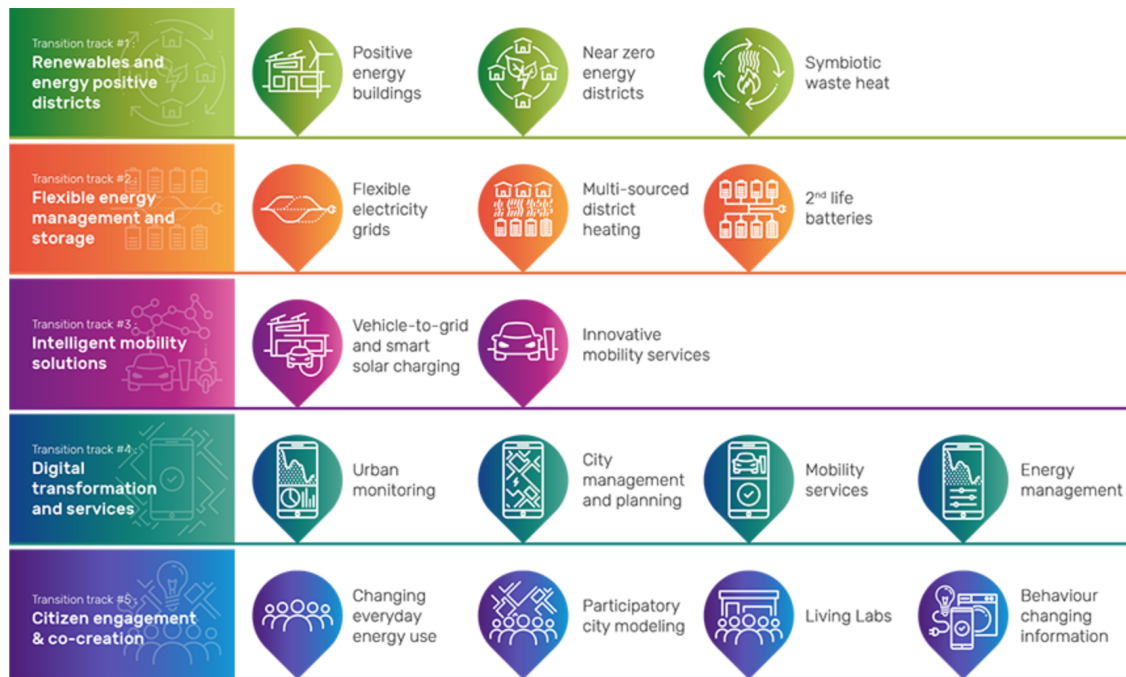 Transition track #1 :
Renewables and
energy positive
districts
Positive
energy
buildings
Near zero
energy
districts
Symbiotic
waste heat
Transition track #2 :
Flexible energy
management and
storage
Flexible
electricity
grids
Multi-sourced
district
heating
2nd life
batteries
Transition track #3 :
Intelligent mobility
solutions
Vehicle-to-grid
and smart
solar charging
Innovative
mobility services
Transition track #4 :
Digital
transformation
and services
Urban
monitoring
City
management
and planning
Mobility
services
Energy
management
Transition track #5 :
Citizen engagement
& co-creation
Changing
everyday
energy use
Participatory
city modeling
Living Labs
Behaviour
changing
information